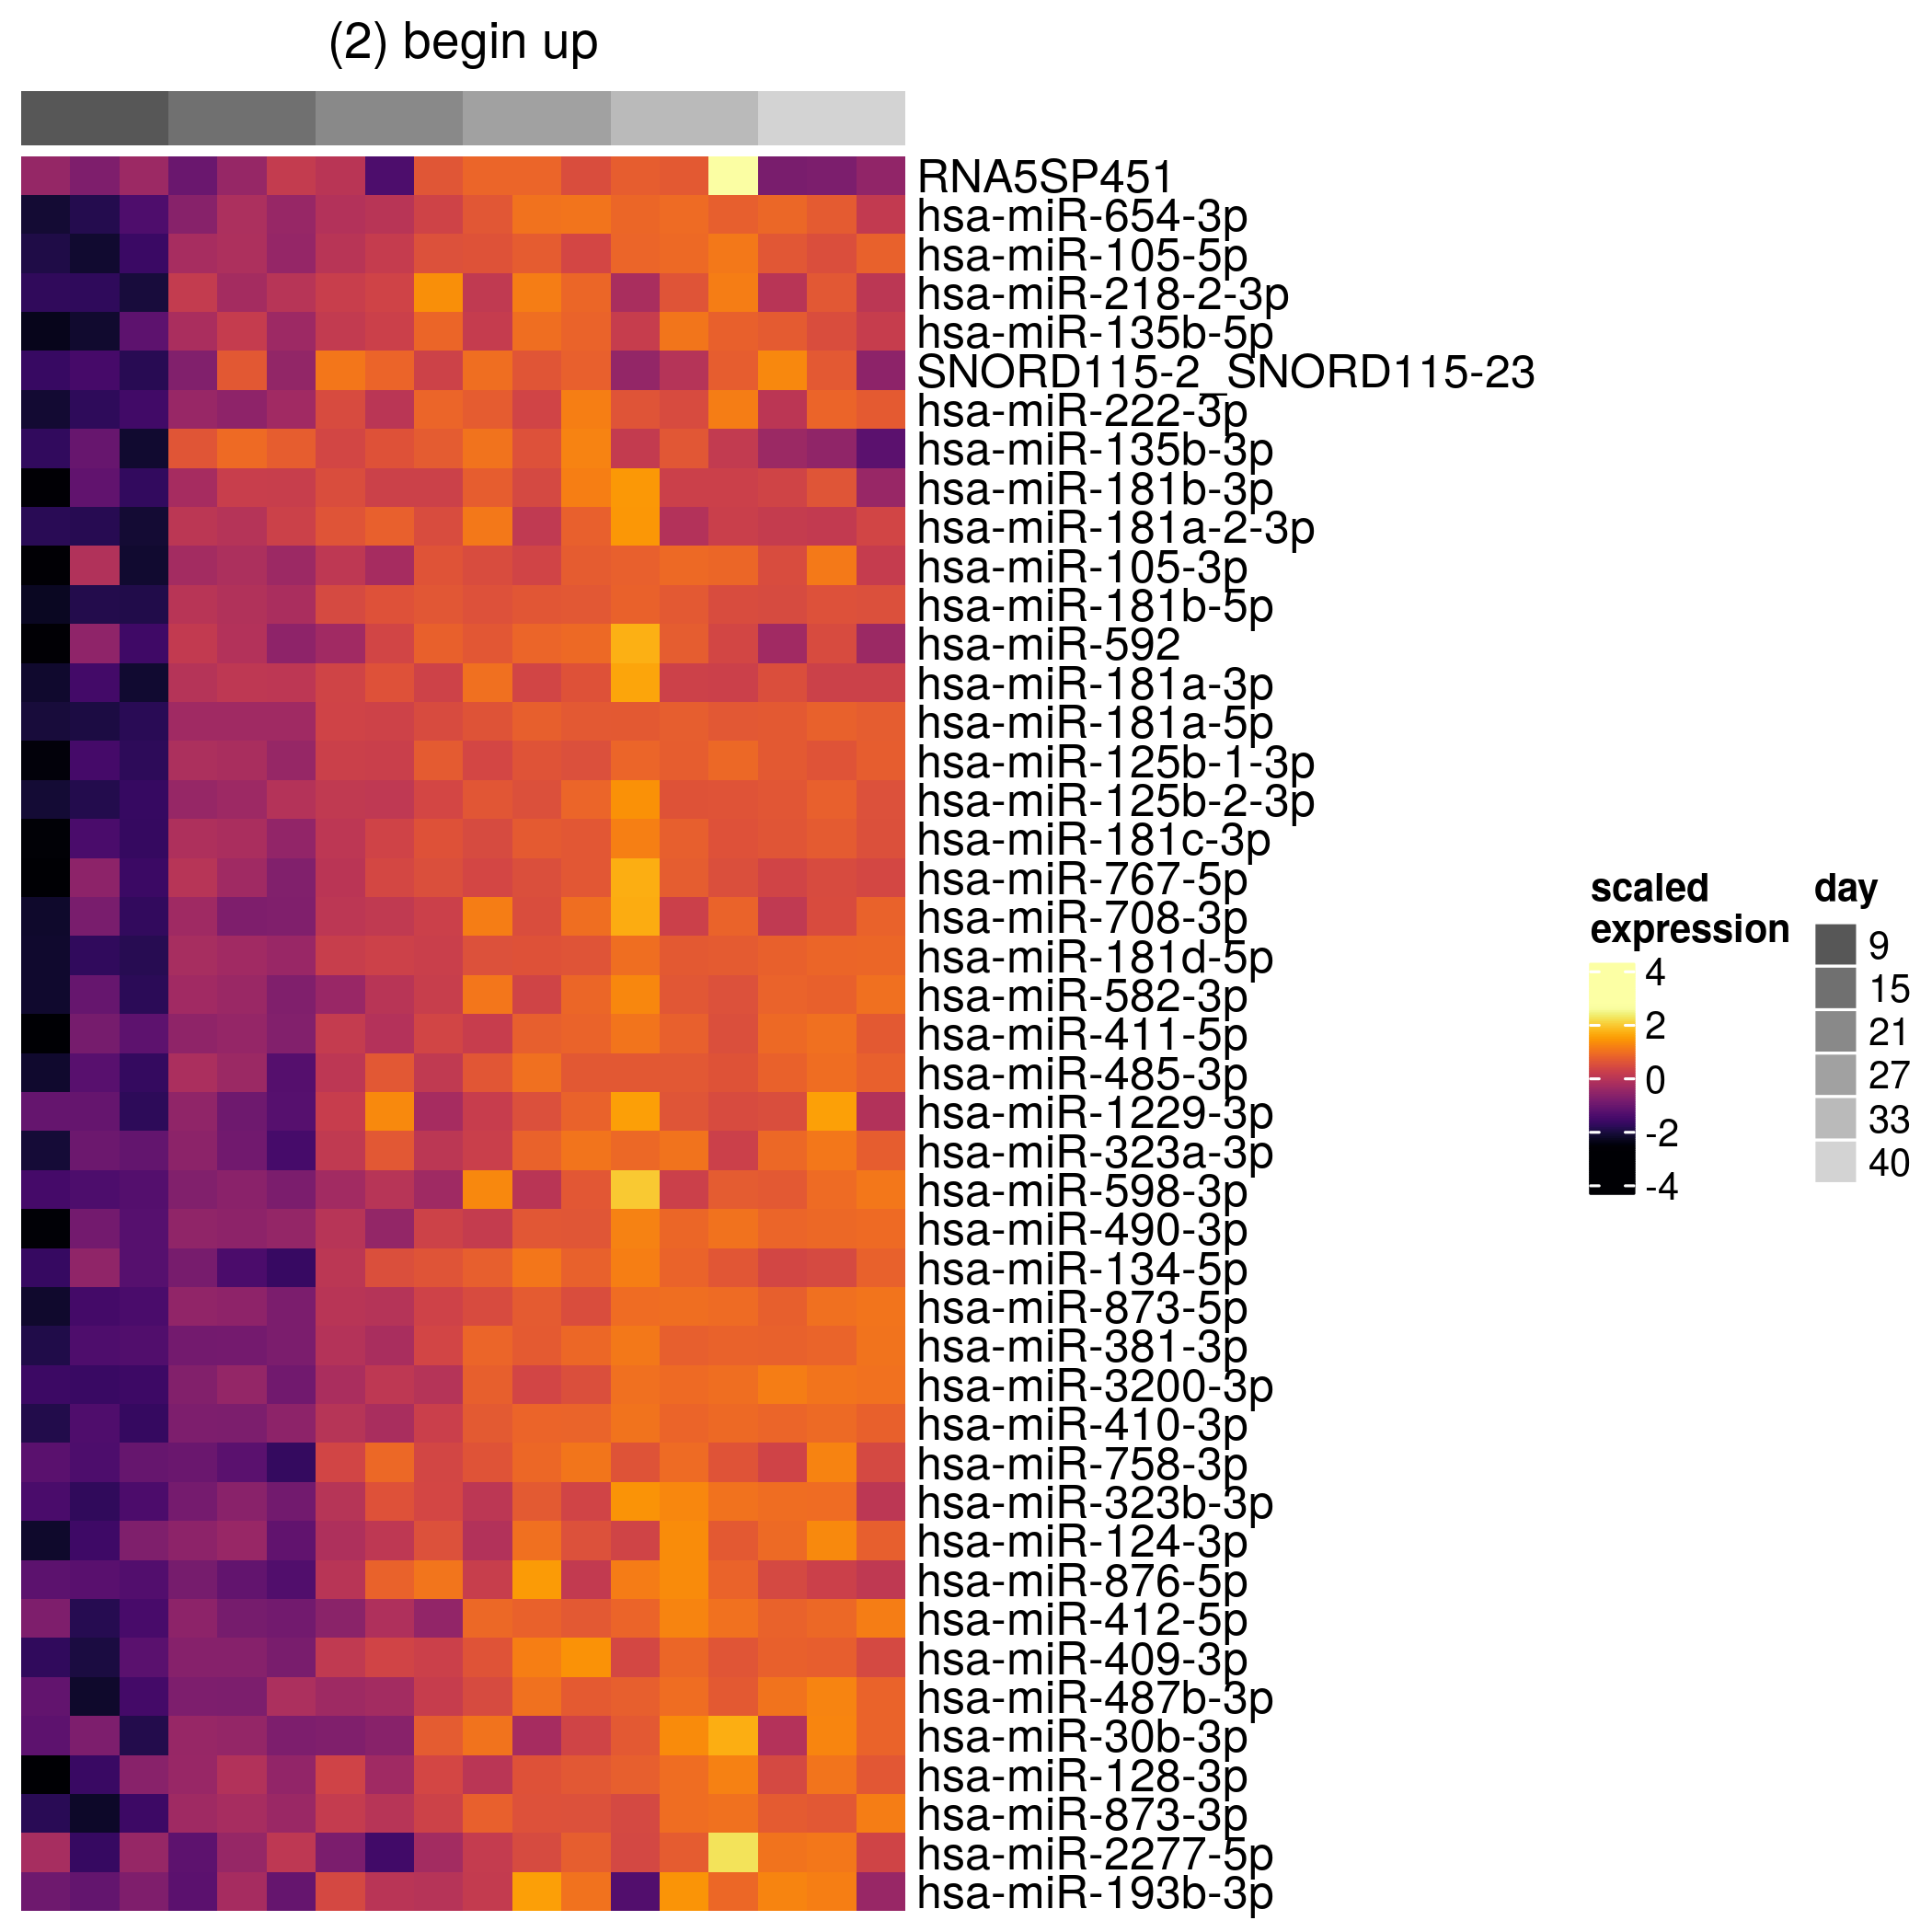 (2) begin up
RNA5SP451
hsa-miR-654-3p
hsa-miR-105-5p
hsa-miR-218-2-3p
hsa-miR-135b-5p
SNORD115-2_SNORD115-23
hsa-miR-222-3p
hsa-miR-135b-3p
hsa-miR-181b-3p
hsa-miR-181a-2-3p
hsa-miR-105-3p
hsa-miR-181b-5p
hsa-miR-592
hsa-miR-181a-3p
hsa-miR-181a-5p
hsa-miR-125b-1-3p
hsa-miR-125b-2-3p
hsa-miR-181c-3p
hsa-miR-767-5p
hsa-miR-708-3p
hsa-miR-181d-5p
hsa-miR-582-3p
hsa-miR-411-5p
hsa-miR-485-3p
hsa-miR-1229-3p
hsa-miR-323a-3p
hsa-miR-598-3p
hsa-miR-490-3p
hsa-miR-134-5p
hsa-miR-873-5p
hsa-miR-381-3p
hsa-miR-3200-3p
hsa-miR-410-3p
hsa-miR-758-3p
hsa-miR-323b-3p
hsa-miR-124-3p
hsa-miR-876-5p
hsa-miR-412-5p
hsa-miR-409-3p
hsa-miR-487b-3p
hsa-miR-30b-3p
hsa-miR-128-3p
hsa-miR-873-3p
hsa-miR-2277-5p
hsa-miR-193b-3p
scaled
expression
4
2
0
-2
-4
day
9
15
21
27
33
40